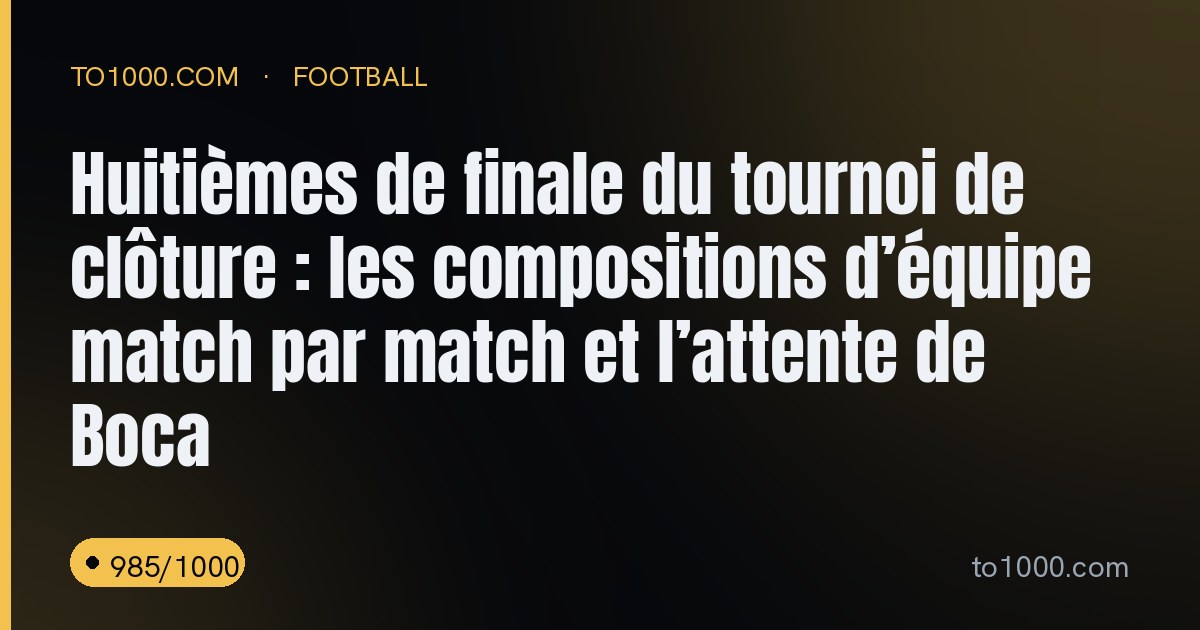 TO1000.COM · FOOTBALL
Huitièmes de finale du tournoi de
clôture : les compositions d’équipe
match par match et l’attente de
Boca
985/1000
to1000.com